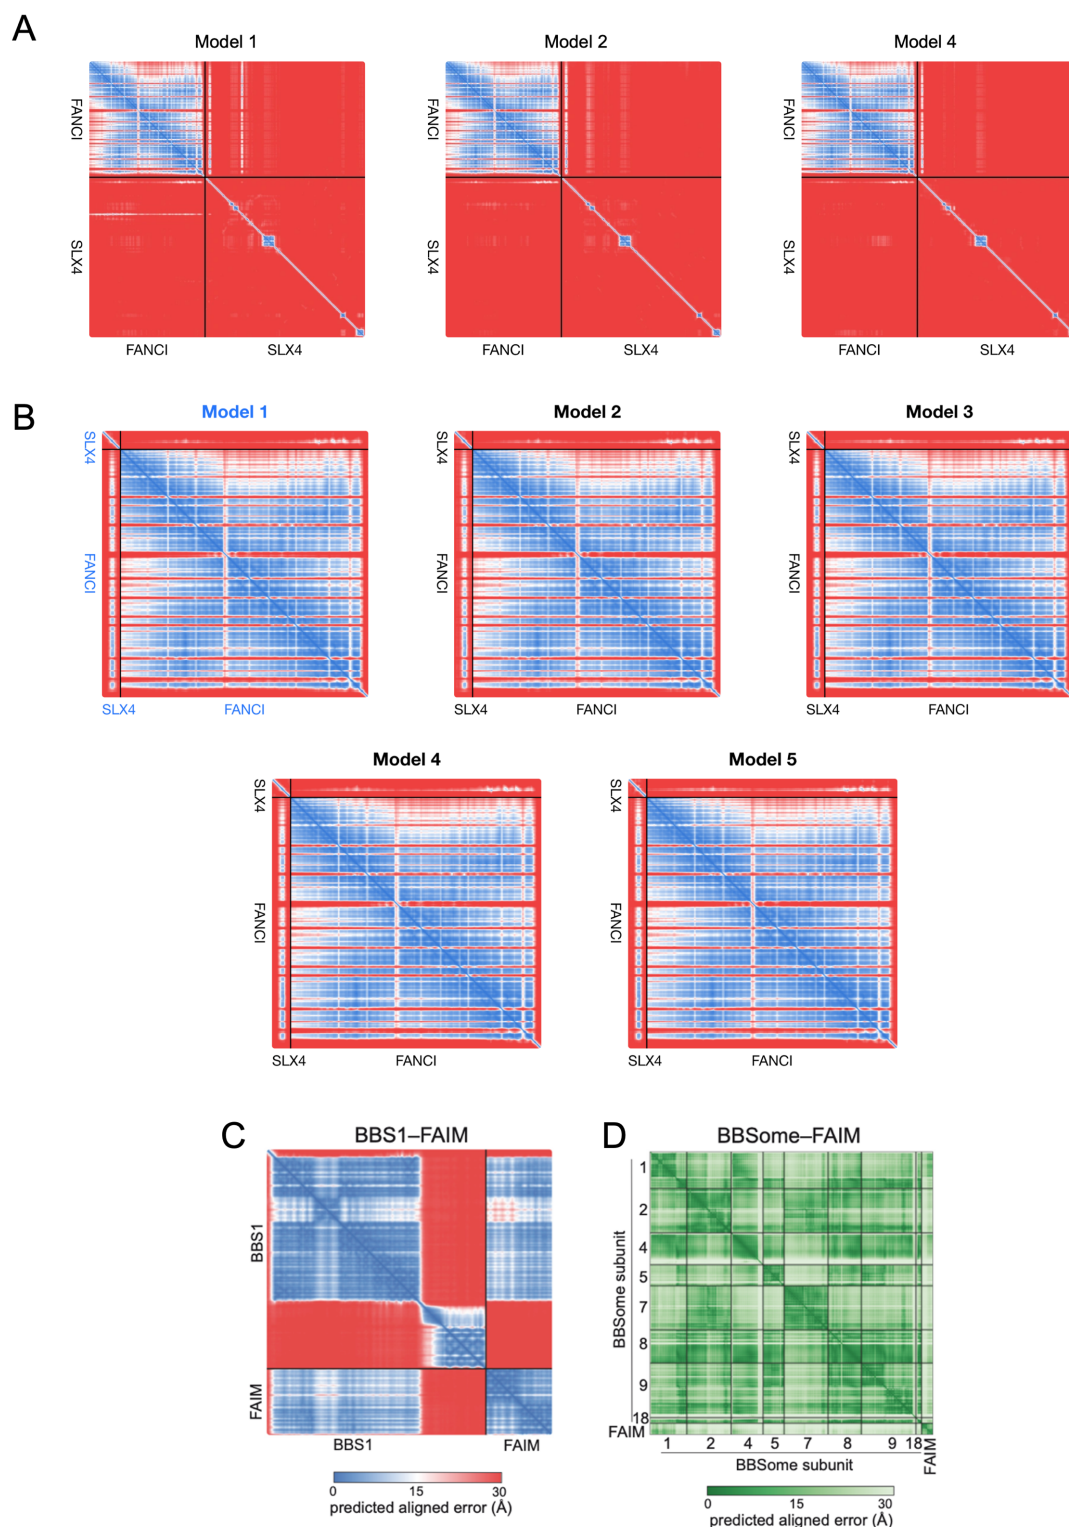 A
Model 1
Model 2
Model 4
FANCI
FANCI
FANCI
SLX4
SLX4
SLX4
FANCI
SLX4
FANCI
SLX4
FANCI
SLX4
B
Model 1
Model 2
Model 3
SLX4
SLX4
SLX4
FANCI
FANCI
FANCI
SLX4
FANCI
SLX4
FANCI
SLX4
FANCI
Model 4
Model 5
SLX4
SLX4
FANCI
FANCI
SLX4
FANCI
SLX4
FANCI
C
BBS1–FAIM
BBS1
FAIM
BBS1
FAIM
0
15
30
predicted aligned error (Å)
D
BBSome–FAIM
BBSome subunit
1
2
4
5
7
8
9
18
FAIM
1 2 4 5 7 8 9 18
FAIM
BBSome subunit
0
15
30
predicted aligned error (Å)